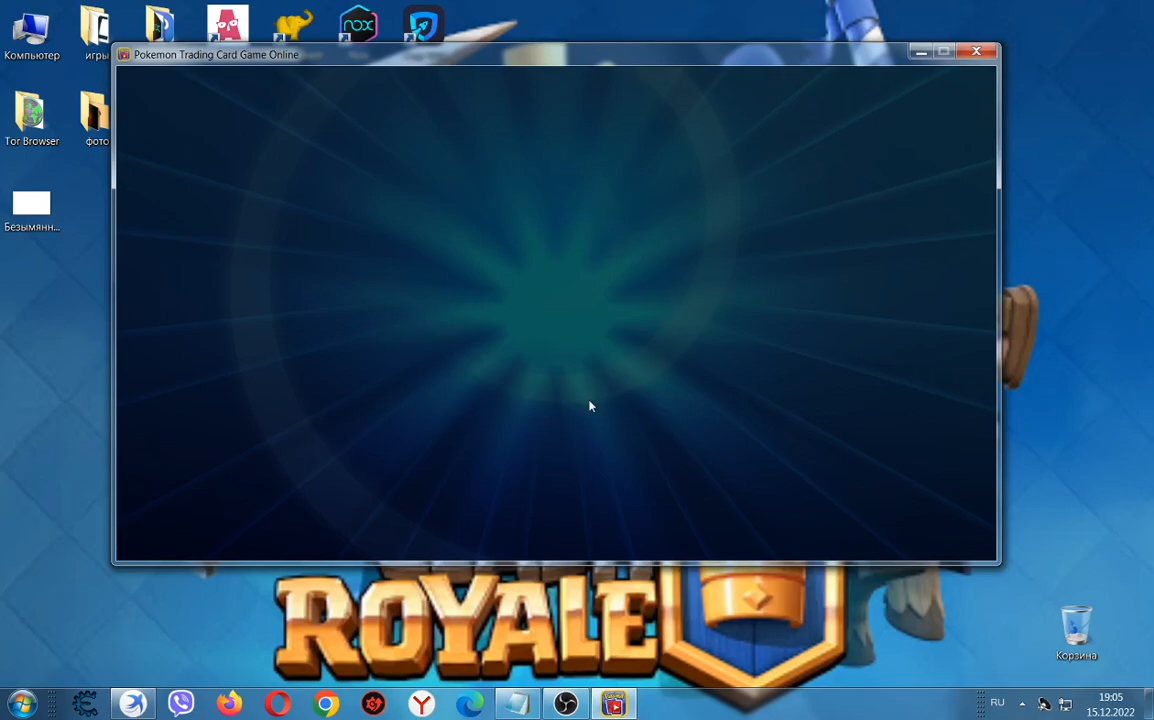 Pokemon Trading Card Game Online
Компьютер
игры
Tor Browser
фото
Безымянн...
nox
ROYALE
Корзина
RU
19:05
15.12.2022